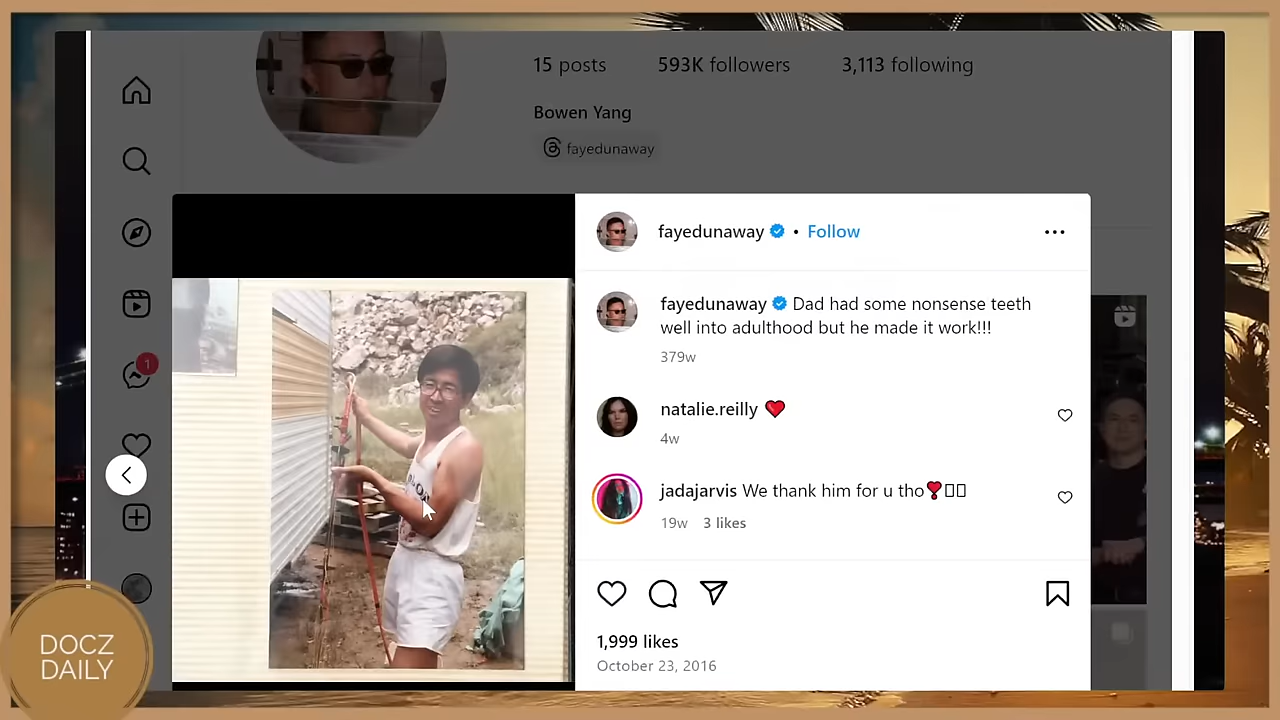 15 posts 593K followers 3,113 following
Bowen Yang
fayedunaway
fayedunaway • Follow
fayedunaway Dad had some nonsense teeth
well into adulthood but he made it work!!!
379w
natalie.reilly ❤️
4w
1
jadajarvis We thank him for u tho❣️
19w 3 likes
1,999 likes
October 23, 2016
DOCZ
DAILY